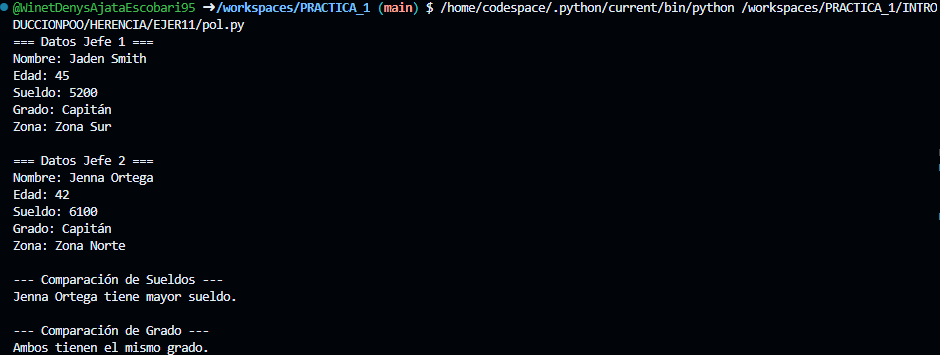 @WinetDenysAjataEscobari95 ➜/workspaces/PRACTICA_1 (main) $ /home/codespace/.python/current/bin/python /workspaces/PRACTICA_1/INTRO
DUCCIONPOO/HERENCIA/EJER11/pol.py
=== Datos Jefe 1 ===
Nombre: Jaden Smith
Edad: 45
Sueldo: 5200
Grado: Capitán
Zona: Zona Sur
=== Datos Jefe 2 ===
Nombre: Jenna Ortega
Edad: 42
Sueldo: 6100
Grado: Capitán
Zona: Zona Norte
--- Comparación de Sueldos ---
Jenna Ortega tiene mayor sueldo.
--- Comparación de Grado ---
Ambos tienen el mismo grado.